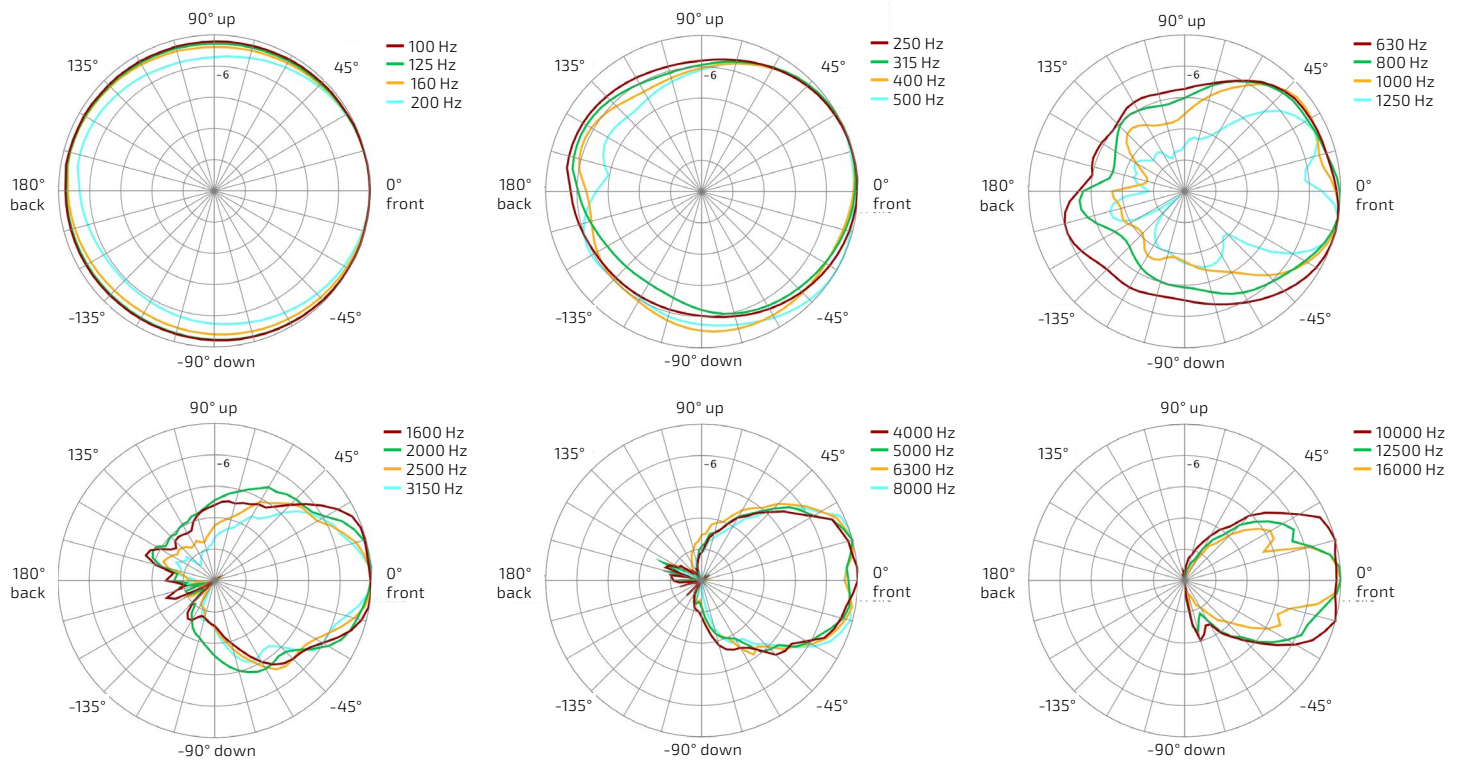 90° up
135°
45°
-6
180°
back
0°
front
-135°
-45°
-90° down
100 Hz
125 Hz
160 Hz
200 Hz
90° up
135°
45°
-6
180°
back
0°
front
-135°
-45°
-90° down
250 Hz
315 Hz
400 Hz
500 Hz
90° up
135°
45°
-6
180°
back
0°
front
-135°
-45°
-90° down
630 Hz
800 Hz
1000 Hz
1250 Hz
90° up
135°
45°
-6
180°
back
0°
front
-135°
-45°
-90° down
1600 Hz
2000 Hz
2500 Hz
3150 Hz
90° up
135°
45°
-6
180°
back
0°
front
-135°
-45°
-90° down
4000 Hz
5000 Hz
6300 Hz
8000 Hz
90° up
135°
45°
-6
180°
back
0°
front
-135°
-45°
-90° down
10000 Hz
12500 Hz
16000 Hz